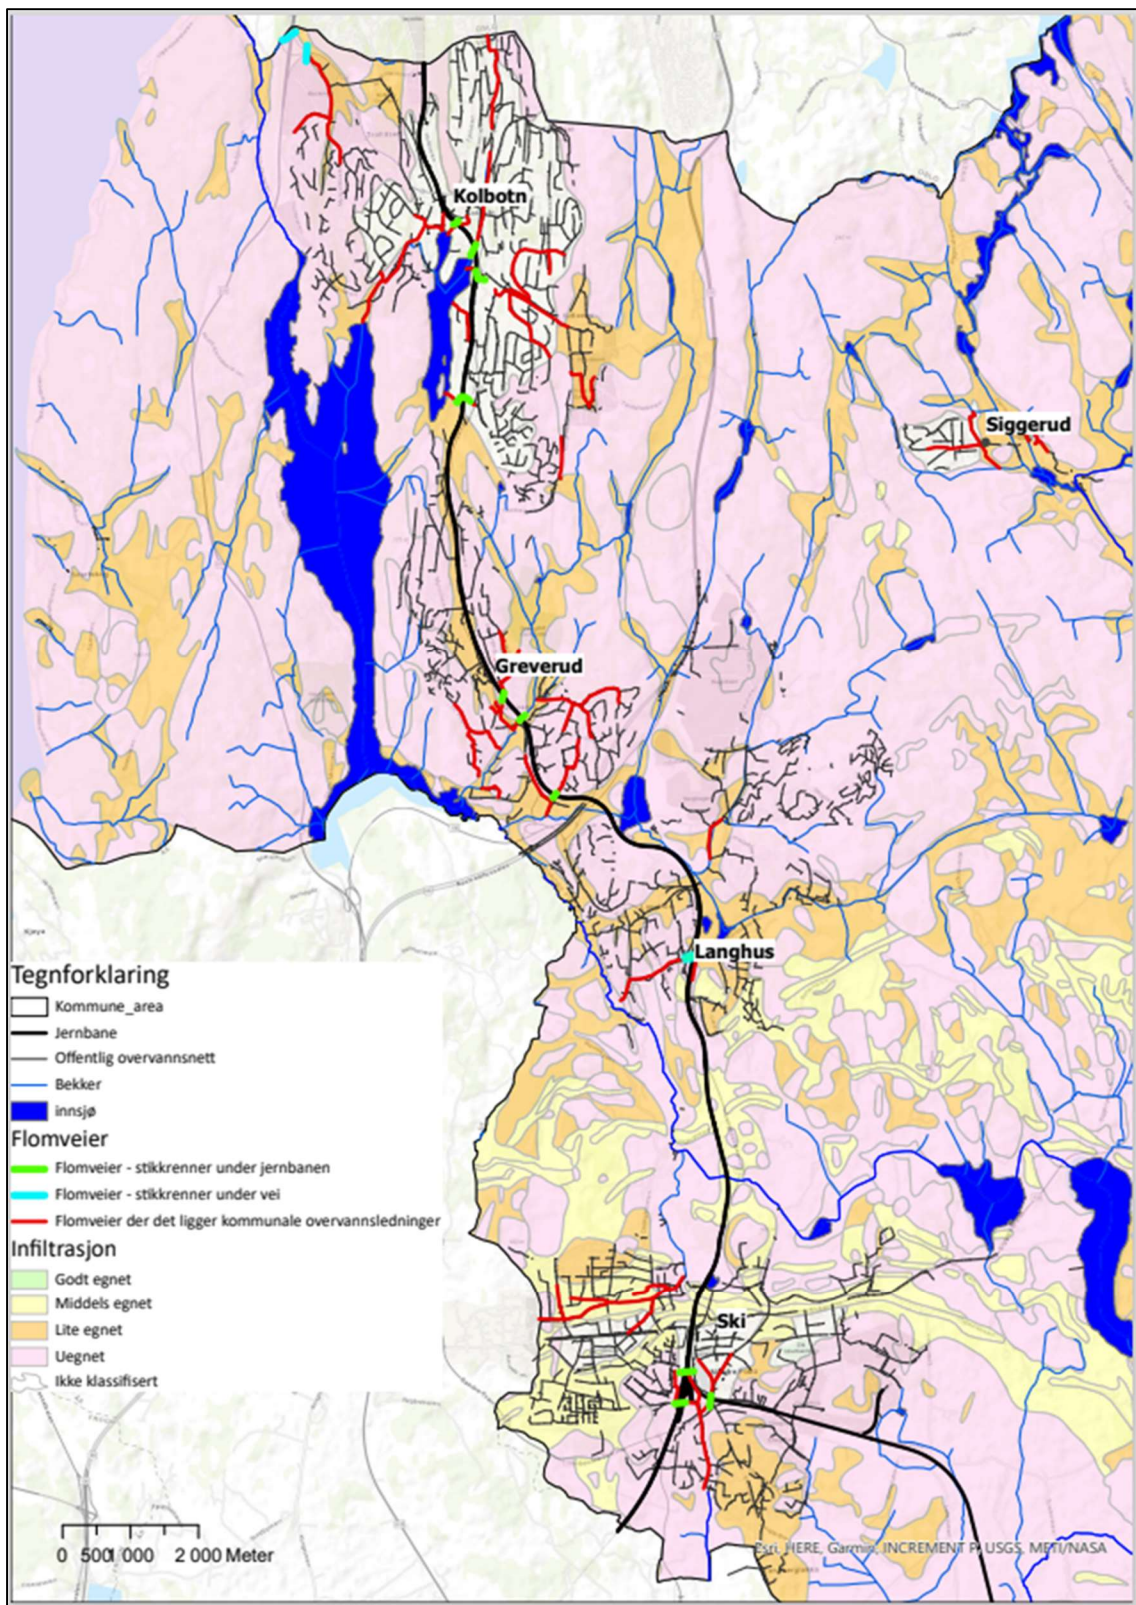 Kolbotn
Siggerud
Greverud
Langhus
Tegnforklaring
Kommune_area
Jernbane
Offentlig overvannsnett
Bekker
innsjø
Flomveier
Flomveier - stikkrenner under jernbanen
Flomveier - stikkrenner under vei
Flomveier der det ligger kommunale overvannsledninger
Infiltrasjon
Godt egnet
Middels egnet
Lite egnet
Uegnet
Ikke klassifisert
Ski
0 500 1 000 2 000 Meter
Esri, HERE, Garmin, INCREMENT P, USGS, METI/NASA